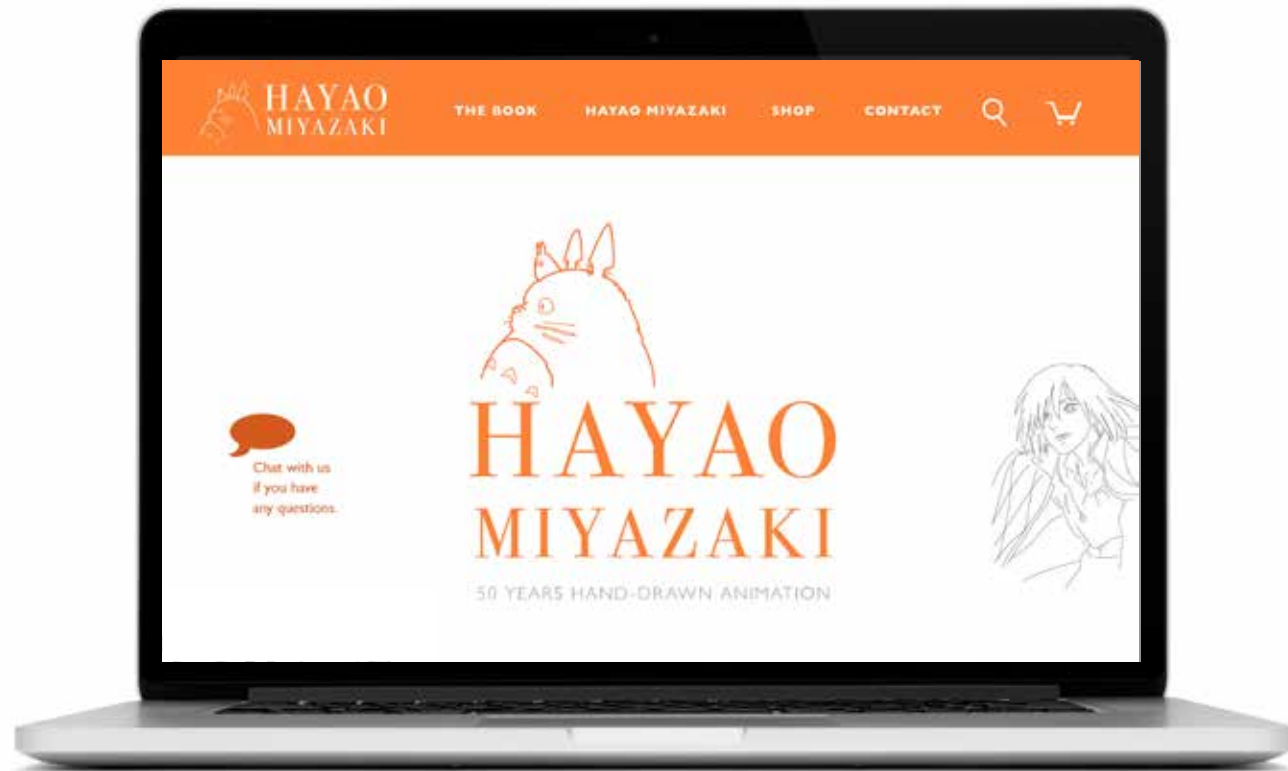 HAYAO
MIYAZAKI
THE BOOK HAYAO MIYAZAKI SHOP CONTACT
Chat with us
if you have
any questions.
HAYAO
MIYAZAKI
50 YEARS HAND-DRAWN ANIMATION